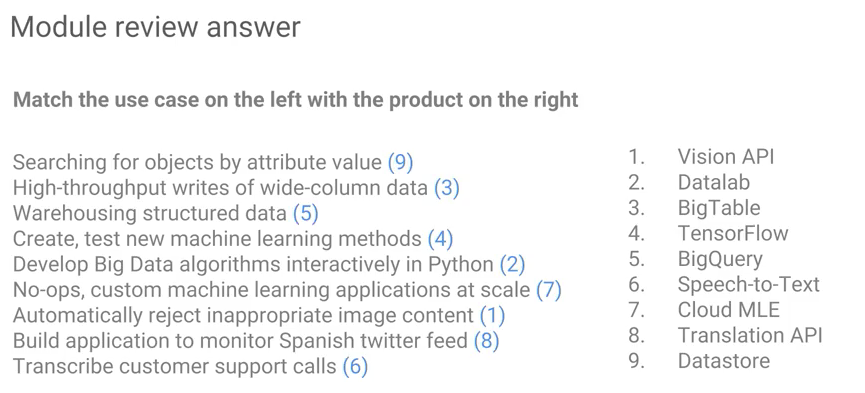 Module review answer
Match the use case on the left with the product on the right
Searching for objects by attribute value (9)
High-throughput writes of wide-column data (3)
Warehousing structured data (5)
Create, test new machine learning methods (4)
Develop Big Data algorithms interactively in Python (2)
No-ops, custom machine learning applications at scale (7)
Automatically reject inappropriate image content (1)
Build application to monitor Spanish twitter feed (8)
Transcribe customer support calls (6)
1. Vision API
2. Datalab
3. BigTable
4. TensorFlow
5. BigQuery
6. Speech-to-Text
7. Cloud MLE
8. Translation API
9. Datastore